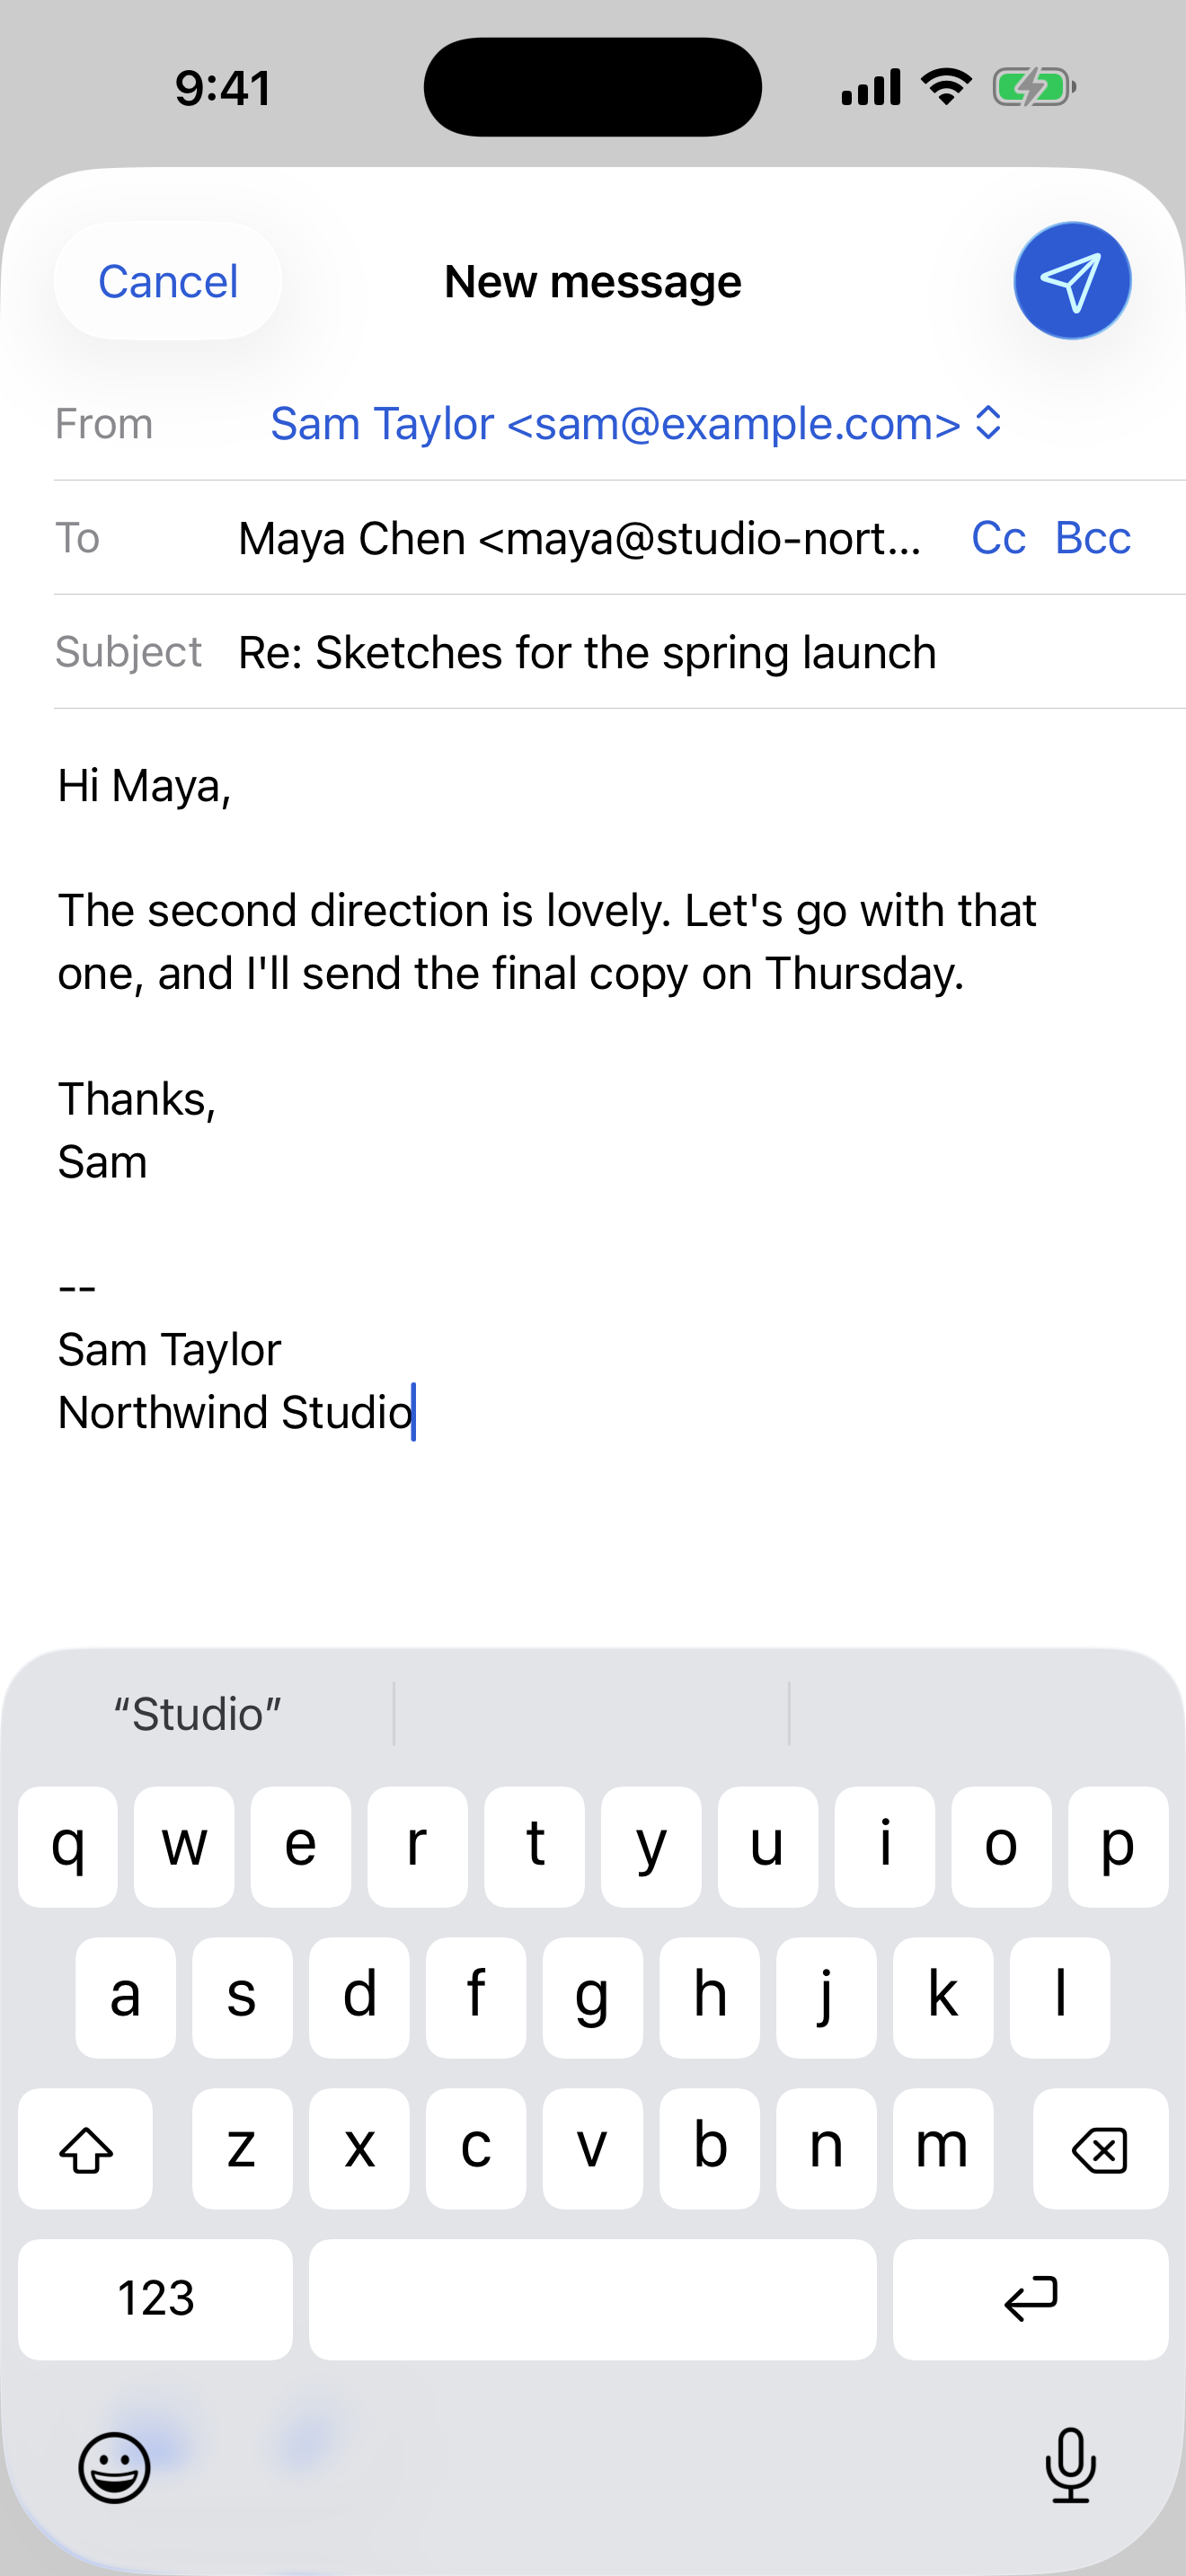 9:41
Cancel
New message
From Sam Taylor <sam@example.com>
To Maya Chen <maya@studio-nort... Cc Bcc
Subject Re: Sketches for the spring launch
Hi Maya,
The second direction is lovely. Let's go with that
one, and I'll send the final copy on Thursday.
Thanks,
Sam
--
Sam Taylor
Northwind Studio
“Studio”
q w e r t y u i o p
a s d f g h j k l
z x c v b n m
123